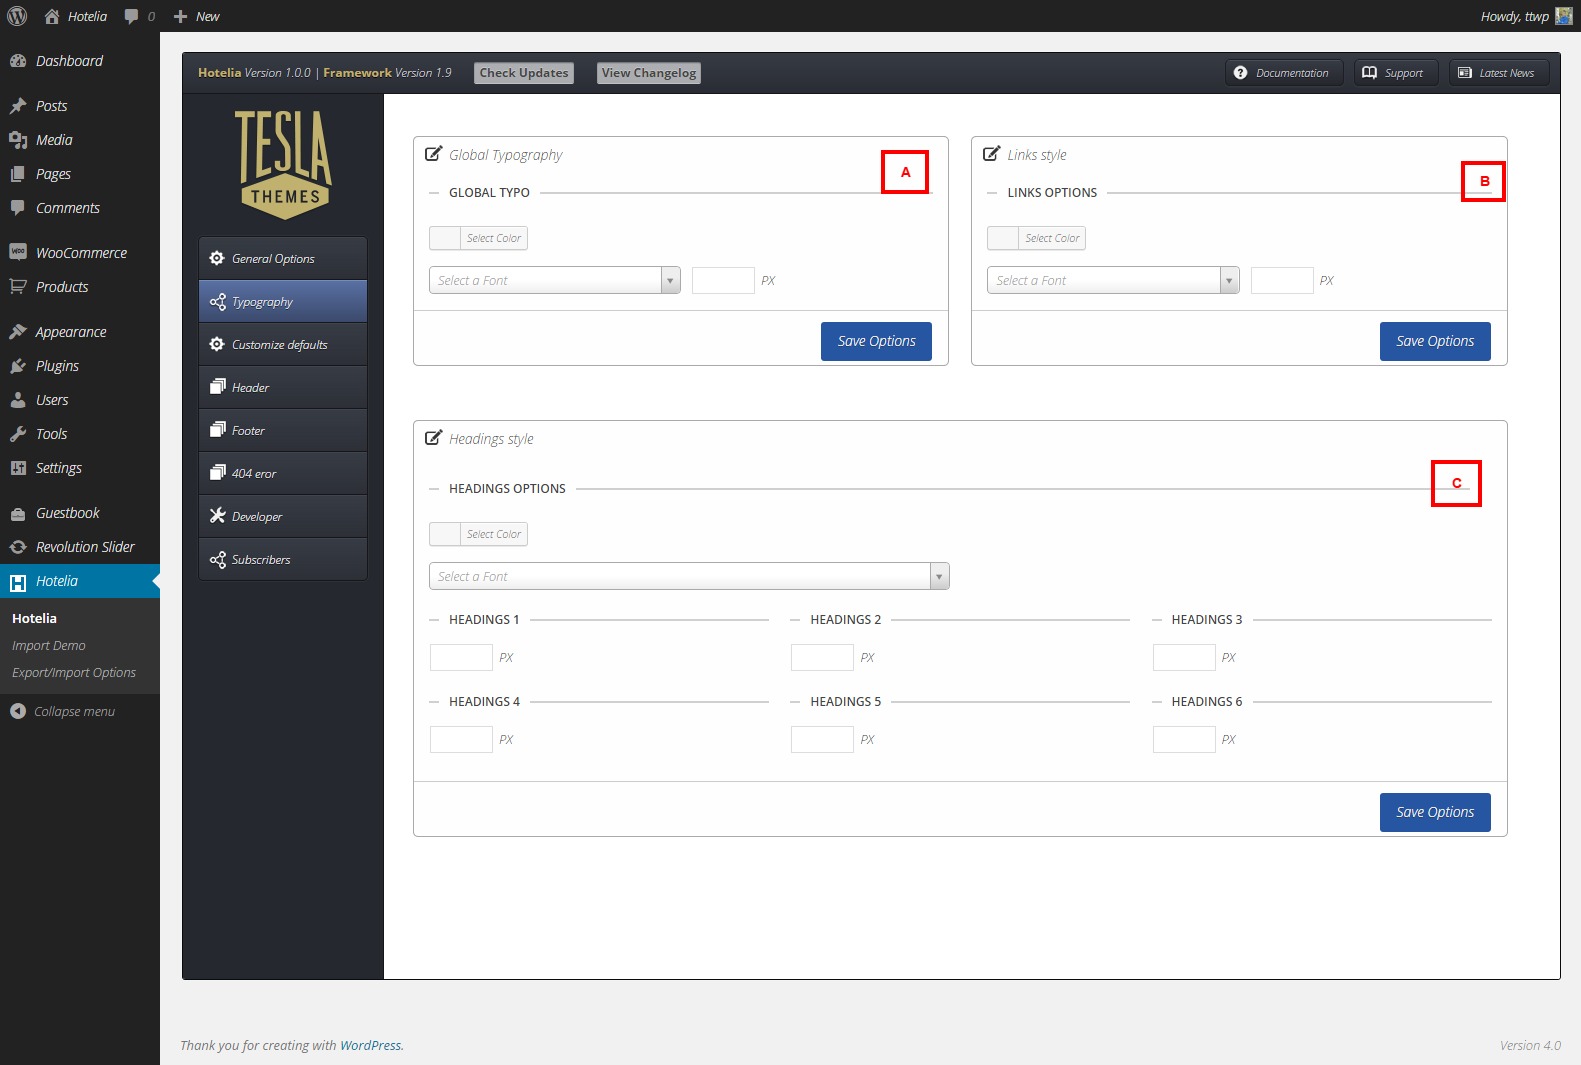 Hotelia 0 New Howdy, ttwp
Dashboard
Posts
Media
Pages
Comments
WooCommerce
Products
Appearance
Plugins
Users
Tools
Settings
Guestbook
Revolution Slider
Hotelia
Hotelia
Import Demo
Export/Import Options
Collapse menu
Hotelia Version 1.0.0 | Framework Version 1.9 Check Updates View Changelog Documentation Support Latest News
TESLA
THEMES
General Options
Typography
Customize defaults
Header
Footer
404 eror
Developer
Subscribers
Global Typography
A
GLOBAL TYPO
Select Color
Select a Font PX
Save Options
Links style
B
LINKS OPTIONS
Select Color
Select a Font PX
Save Options
Headings style
C
HEADINGS OPTIONS
Select Color
Select a Font
HEADINGS 1 HEADINGS 2 HEADINGS 3
PX PX PX
HEADINGS 4 HEADINGS 5 HEADINGS 6
PX PX PX
Save Options
Thank you for creating with WordPress. Version 4.0